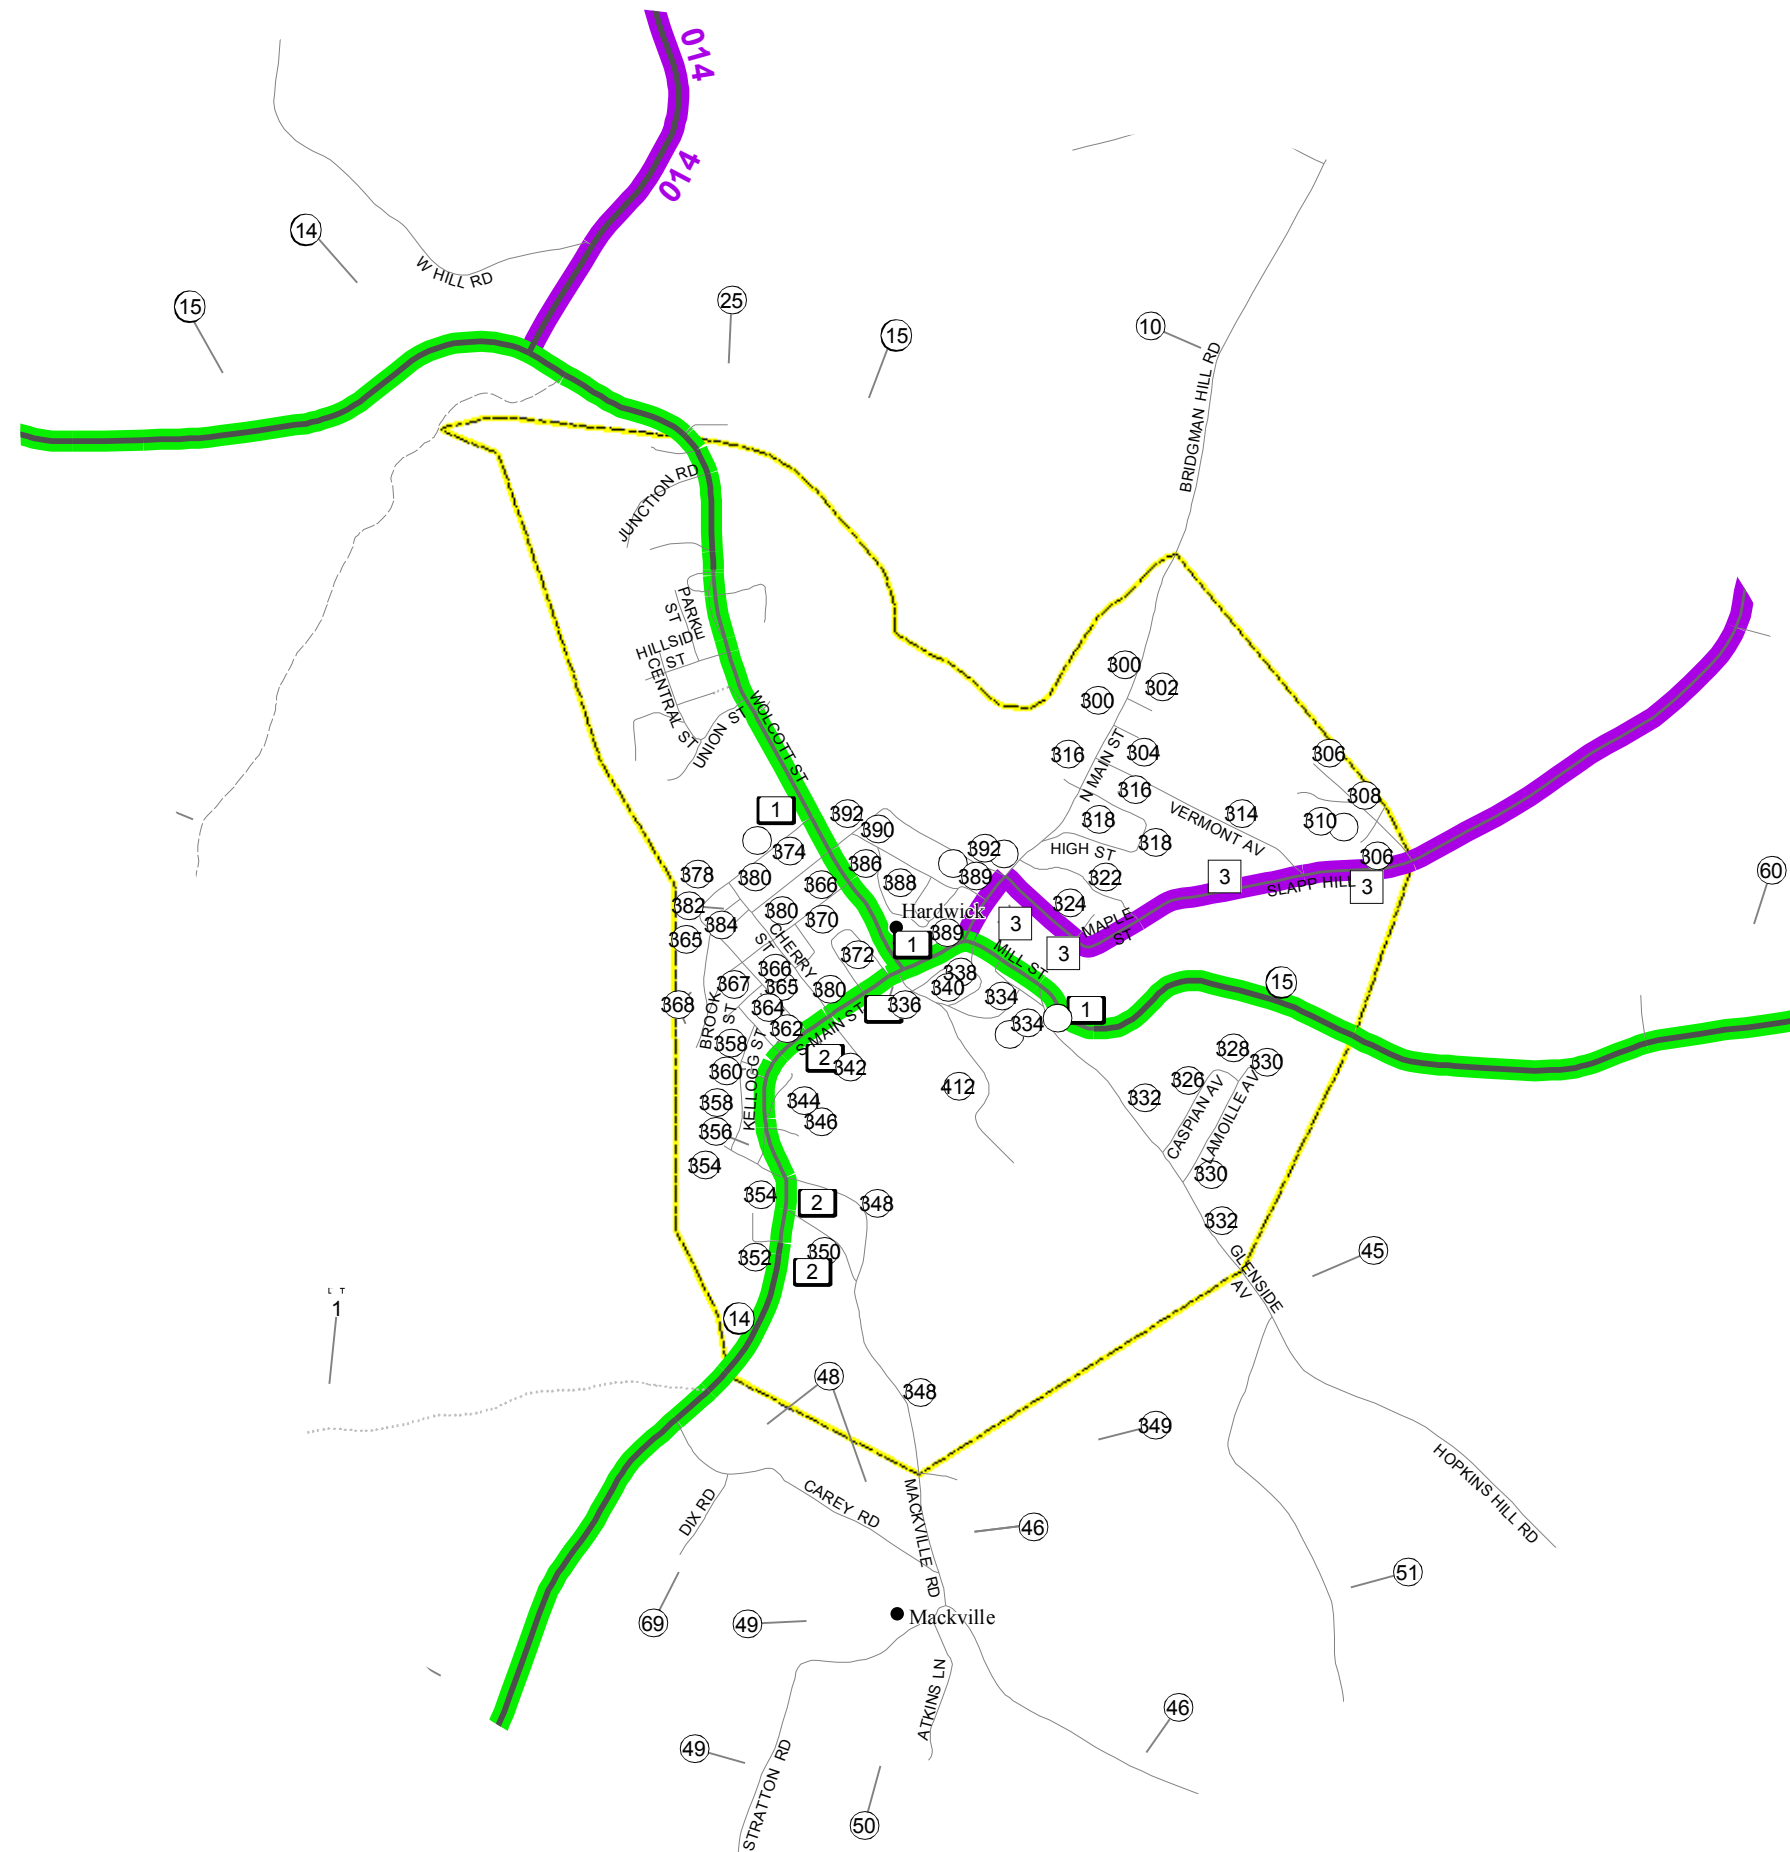 014
014
14
W HILL RD
15
25
15
10
BRIDGMAN HILL RD
JUNCTION RD
PARK
ST
HILLSIDE
ST
CENTRAL ST
UNION ST
WOLCOTT ST
300
302
300
N MAIN ST
316
304
306
316
308
VERMONT AV
314
310
318
318
HIGH ST
306
1
392
390
374
392
389
386
322
3
SLAPP HILL
3
60
378
380
366
388
382
380
370
Hardwick
324
MAPLE
ST
3
384
365
CHERRY
ST
372
1
389
MILL ST
3
366
338
367
365
380
340
334
15
368
364
336
1
BROOK
ST
362
S MAIN ST
334
358
KELLOGG ST
2
342
328
330
360
412
326
CASPIAN AV
LAMOILLE AV
358
344
332
356
346
354
330
354
2
348
332
352
350
2
GLENSIDE
AV
45
L T
1
14
48
348
349
HOPKINS HILL RD
DIX RD
CAREY RD
MACKVILLE RD
46
51
69
49
Mackville
ATKINS LN
46
49
STRATTON RD
50